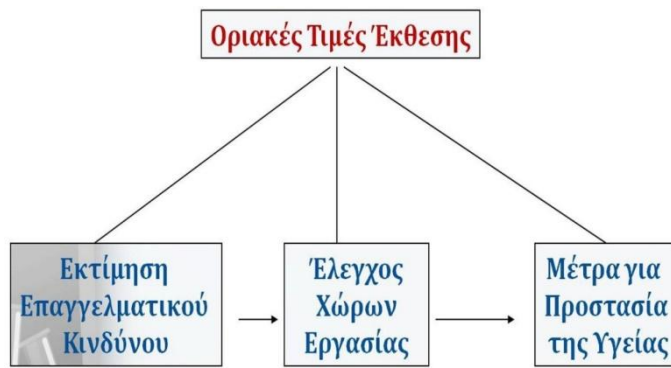 Οριακές Τιμές Έκθεσης
Εκτίμηση
Επαγγελματικού
Κινδύνου
Έλεγχος
Χώρων
Εργασίας
Μέτρα για
Προστασία
της Υγείας